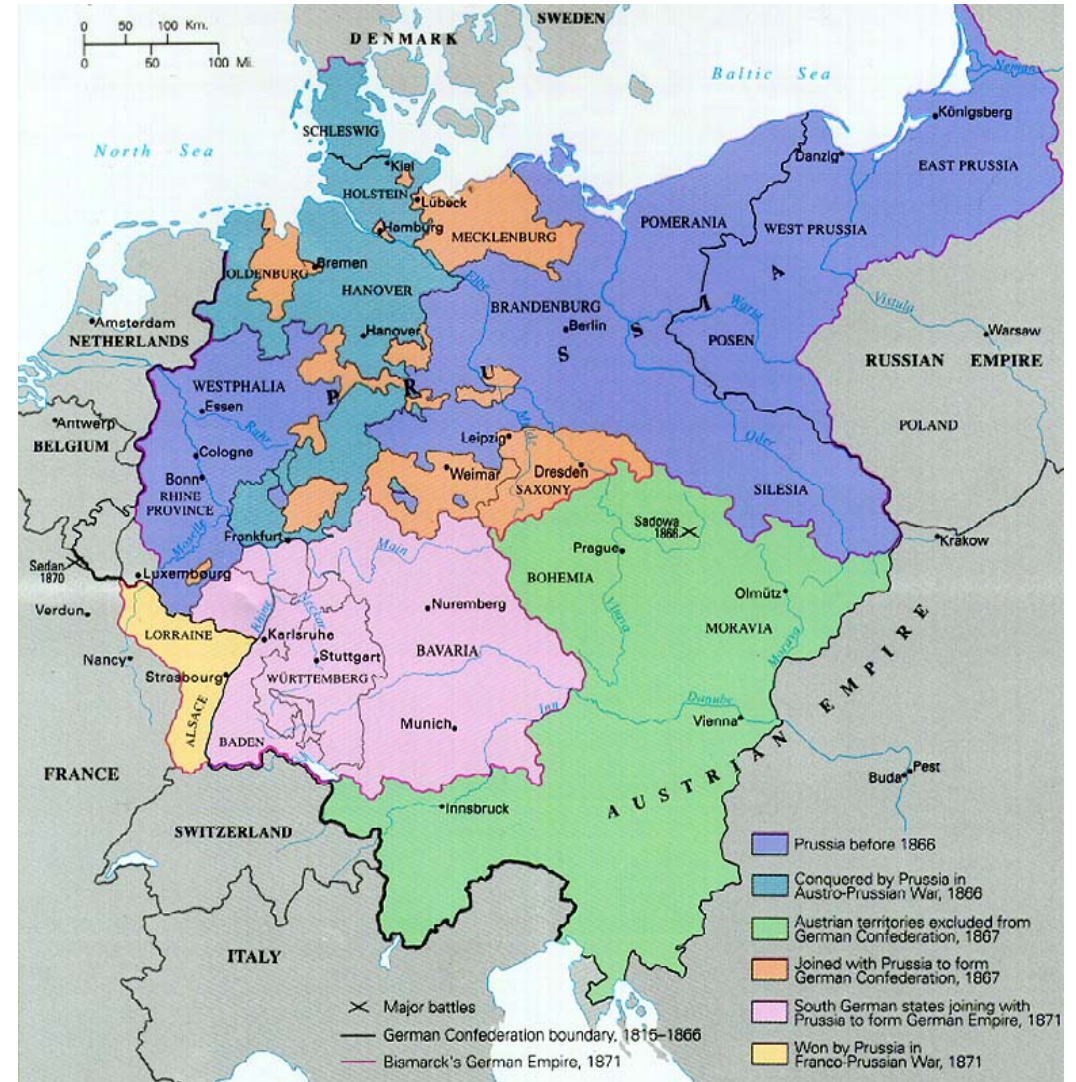 SWEDEN
0 50 100 Km.
0 50 100 Mi.
DENMARK
Baltic Sea
Neman
Königsberg
SCHLESWIG
North Sea
Kiel
Danzig
EAST PRUSSIA
HOLSTEIN
Lübeck
POMERANIA
Hamburg
MECKLENBURG
WEST PRUSSIA
Bremen
OLDENBURG
HANOVER
Elbe
BRANDENBURG
Vistula
Warta
Amsterdam
NETHERLANDS
Hanover
Berlin
POSEN
Warsaw
RUSSIAN EMPIRE
PRUSSIA
WESTPHALIA
Essen
Antwerp
Ruhr
Leipzig
Mulde
Oder
POLAND
BELGIUM
Cologne
Bonn
Weimar
Dresden
SAXONY
SILESIA
RHINE
PROVINCE
Moselle
Frankfurt
Main
Sadowa
1866
Prague
Krakow
Sedan
1870
Luxembourg
BOHEMIA
Verdun
Rhine
Neckar
Nuremberg
Vltava
Olmütz
LORRAINE
Karlsruhe
MORAVIA
Morava
Nancy
Stuttgart
BAVARIA
Strasbourg
WÜRTTEMBERG
ALSACE
Inn
Danube
Munich
Vienna
BADEN
AUSTRIAN EMPIRE
FRANCE
Buda
Pest
Innsbruck
SWITZERLAND
ITALY
Prussia before 1866
Conquered by Prussia in
Austro-Prussian War, 1866
Austrian territories excluded from
German Confederation, 1867
Joined with Prussia to form
German Confederation, 1867
South German states joining with
Prussia to form German Empire, 1871
Won by Prussia in
Franco-Prussian War, 1871
Major battles
German Confederation boundary, 1815–1866
Bismarck's German Empire, 1871